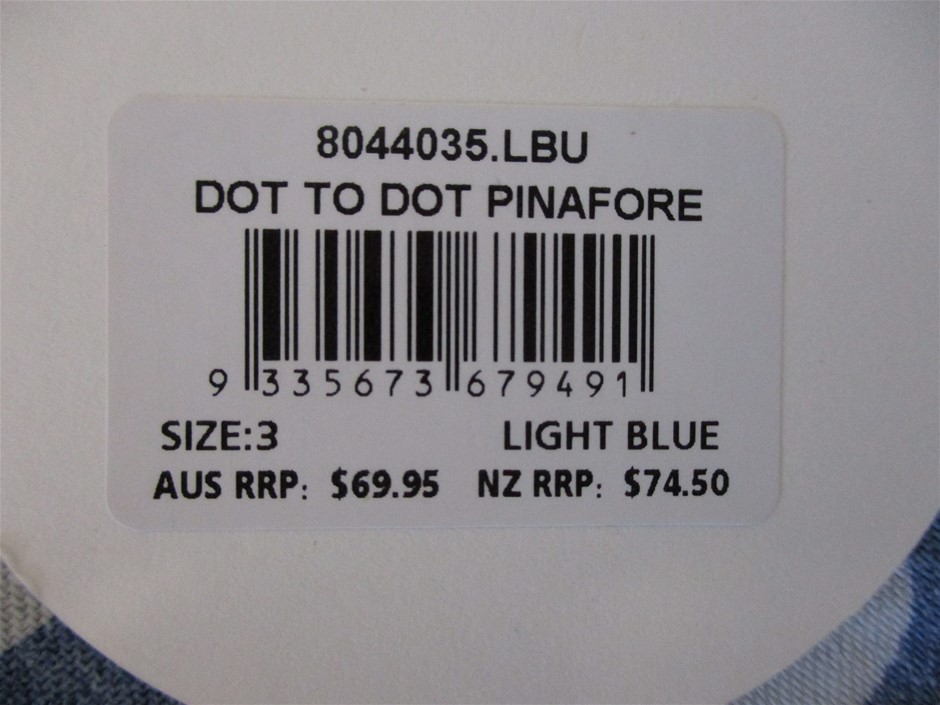 8044035.LBU
DOT TO DOT PINAFORE
9 335673 679491
SIZE:3 LIGHT BLUE
AUS RRP: $69.95 NZ RRP: $74.50